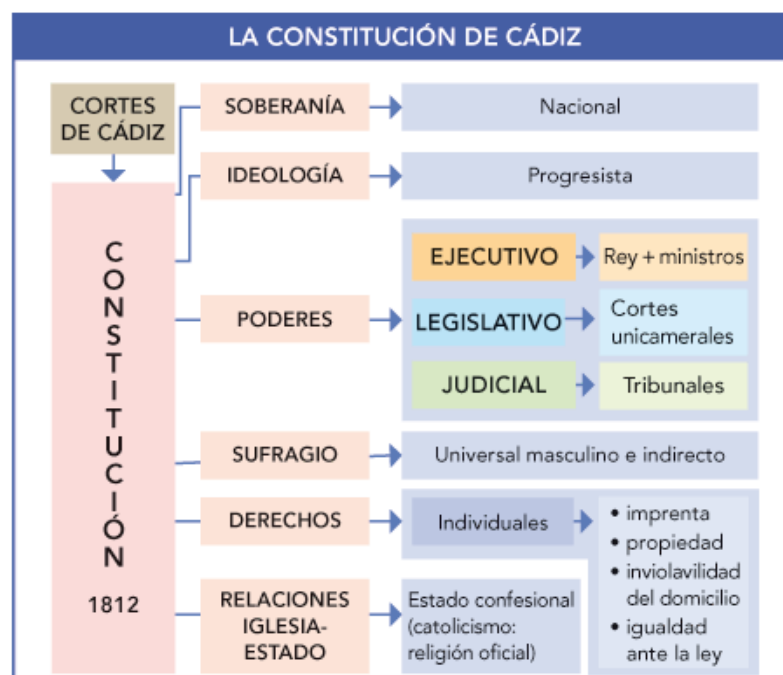 LA CONSTITUCIÓN DE CÁDIZ
CORTES
DE CÁDIZ
CONSTITUCIÓN
1812
SOBERANÍA
Nacional
IDEOLOGÍA
Progresista
PODERES
EJECUTIVO
Rey + ministros
LEGISLATIVO
Cortes
unicamerales
JUDICIAL
Tribunales
SUFRAGIO
Universal masculino e indirecto
DERECHOS
Individuales
• imprenta
• propiedad
• inviolavilidad
del domicilio
• igualdad
ante la ley
RELACIONES
IGLESIA-
ESTADO
Estado confesional
(catolicismo:
religión oficial)